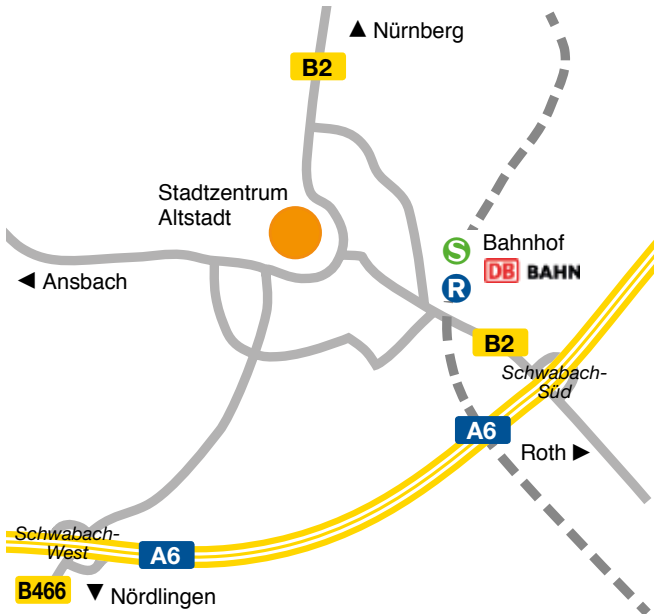 ▲ Nürnberg
B2
Stadtzentrum
Altstadt
S Bahnhof
DB BAHN
◄ Ansbach
R
B2
Schwabach-
Süd
A6
Roth ►
Schwabach-
West
A6
B466
▼ Nördlingen